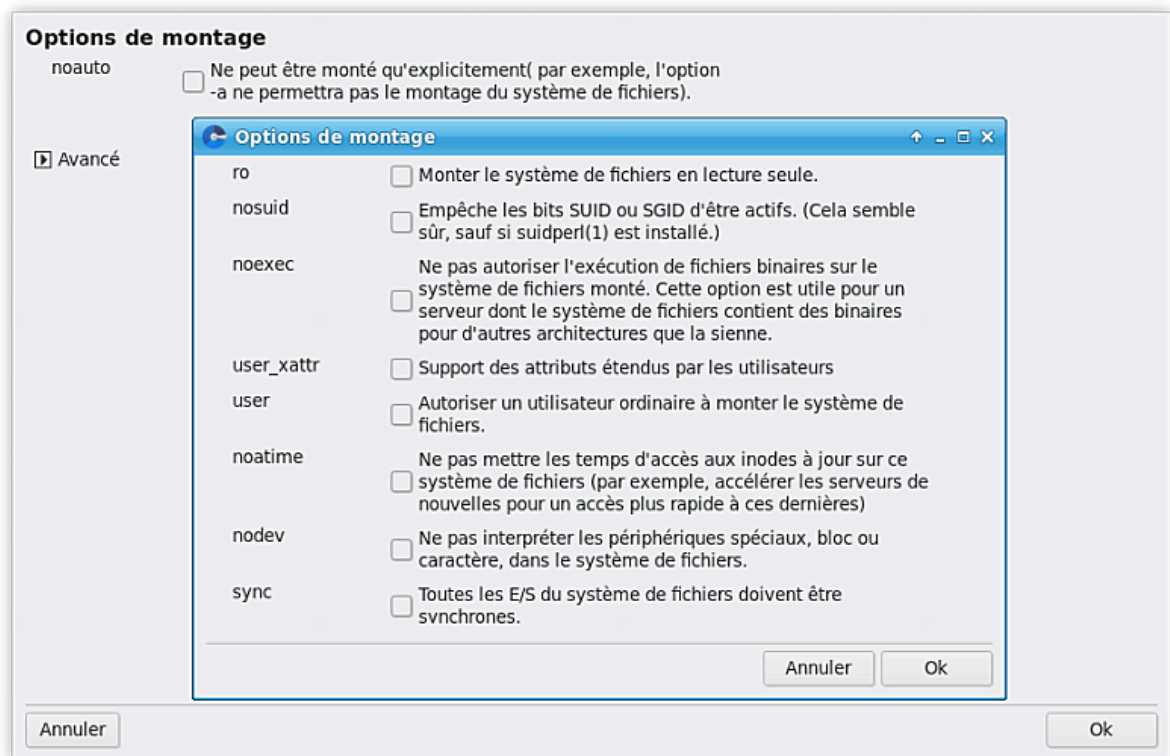 Options de montage
noauto
Ne peut être monté qu'explicitement( par exemple, l'option
-a ne permettra pas le montage du système de fichiers).
Avancé
Options de montage
ro
Monter le système de fichiers en lecture seule.
nosuid
Empêche les bits SUID ou SGID d'être actifs. (Cela semble
sûr, sauf si suidperl(1) est installé.)
noexec
Ne pas autoriser l'exécution de fichiers binaires sur le
système de fichiers monté. Cette option est utile pour un
serveur dont le système de fichiers contient des binaires
pour d'autres architectures que la sienne.
user_xattr
Support des attributs étendus par les utilisateurs
user
Autoriser un utilisateur ordinaire à monter le système de
fichiers.
noatime
Ne pas mettre les temps d'accès aux inodes à jour sur ce
système de fichiers (par exemple, accélérer les serveurs de
nouvelles pour un accès plus rapide à ces dernières)
nodev
Ne pas interpréter les périphériques spéciaux, bloc ou
caractère, dans le système de fichiers.
sync
Toutes les E/S du système de fichiers doivent être
synchrones.
Annuler
Ok
Annuler
Ok